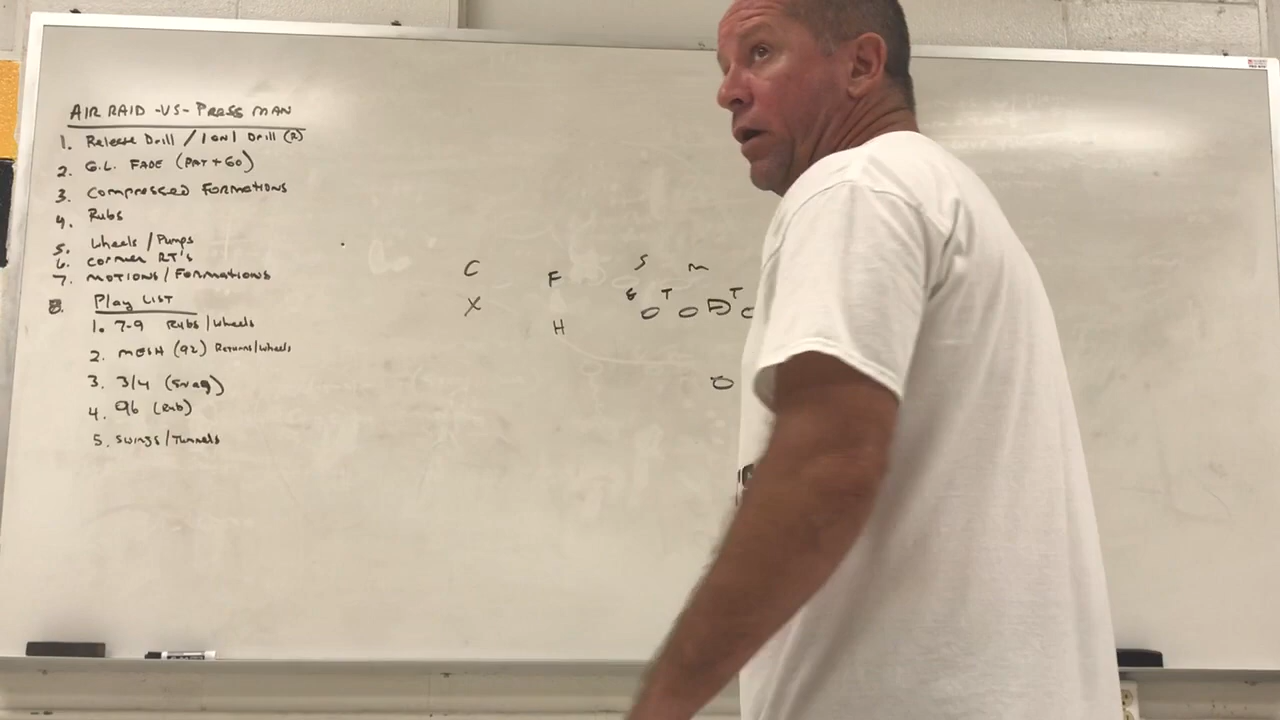 AIR RAID -VS- PRESS MAN
1. Release Drill / 1 ON 1 Drill (R)
2. G.L. FADE (PAT + GO)
3. Compressed Formations
4. Rubs
5. Wheels / Pumps
6. Corner RT's
7. MOTIONS / FORMATIONS
8. Play LIST
1. 7-9 Rubs / Wheels
2. MESH (92) Returns/Wheels
3. 3/4 (Snag)
4. 96 (Rub)
5. Swings / Tunnels
S M
C F
E T T
X
H